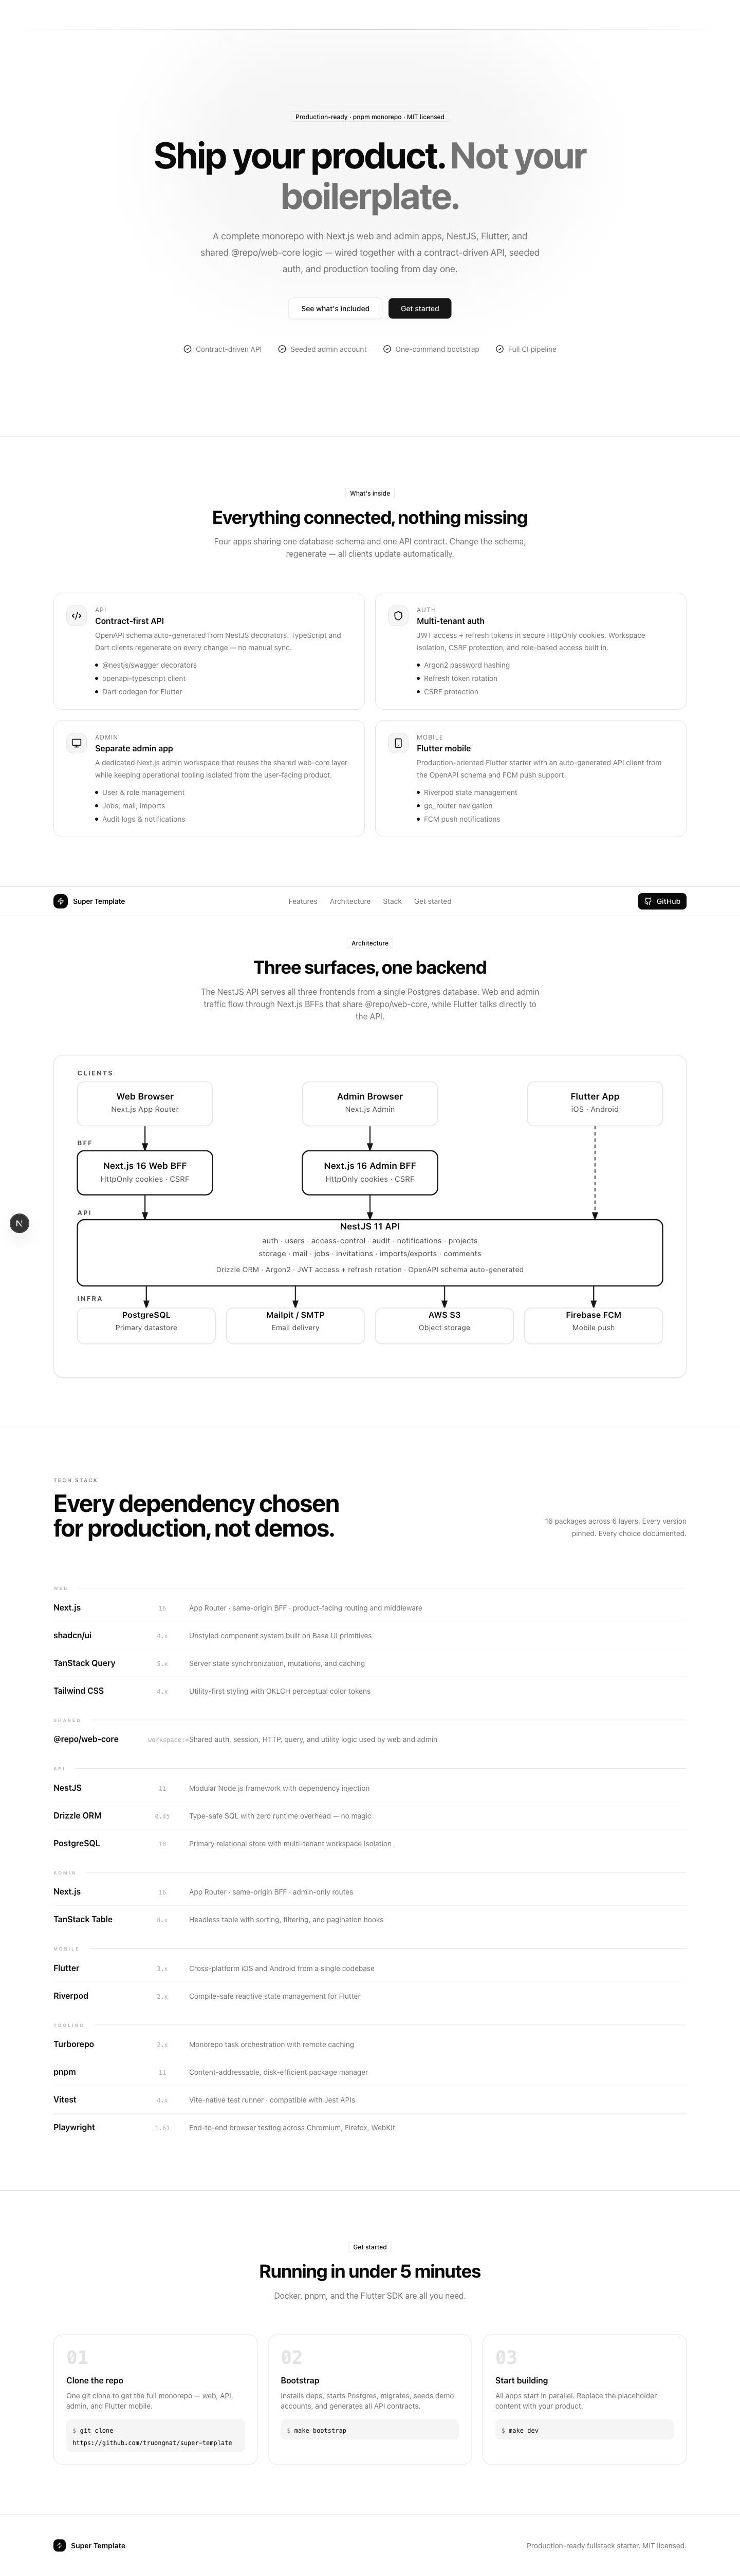 Production-ready · pnpm monorepo · MIT licensed
Ship your product. Not your
boilerplate.
A complete monorepo with Next.js web and admin apps, NestJS, Flutter, and
shared @repo/web-core logic — wired together with a contract-driven API, seeded
auth, and production tooling from day one.
See what's included
Get started
Contract-driven API
Seeded admin account
One-command bootstrap
Full CI pipeline
What's inside
Everything connected, nothing missing
Four apps sharing one database schema and one API contract. Change the schema,
regenerate — all clients update automatically.
API
Contract-first API
OpenAPI schema auto-generated from NestJS decorators. TypeScript and
Dart clients regenerate on every change — no manual sync.
@nestjs/swagger decorators
openapi-typescript client
Dart codegen for Flutter
AUTH
Multi-tenant auth
JWT access + refresh tokens in secure HttpOnly cookies. Workspace
isolation, CSRF protection, and role-based access built in.
Argon2 password hashing
Refresh token rotation
CSRF protection
ADMIN
Separate admin app
A dedicated Next.js admin workspace that reuses the shared web-core layer
while keeping operational tooling isolated from the user-facing product.
User & role management
Jobs, mail, imports
Audit logs & notifications
MOBILE
Flutter mobile
Production-oriented Flutter starter with an auto-generated API client from
the OpenAPI schema and FCM push support.
Riverpod state management
go_router navigation
FCM push notifications
Super Template
Features
Architecture
Stack
Get started
GitHub
Architecture
Three surfaces, one backend
The NestJS API serves all three frontends from a single Postgres database. Web and admin
traffic flow through Next.js BFFs that share @repo/web-core, while Flutter talks directly to
the API.
CLIENTS
Web Browser
Next.js App Router
Admin Browser
Next.js Admin
Flutter App
iOS · Android
BFF
Next.js 16 Web BFF
HttpOnly cookies · CSRF
Next.js 16 Admin BFF
HttpOnly cookies · CSRF
API
NestJS 11 API
auth · users · access-control · audit · notifications · projects
storage · mail · jobs · invitations · imports/exports · comments
Drizzle ORM · Argon2 · JWT access + refresh rotation · OpenAPI schema auto-generated
INFRA
PostgreSQL
Primary datastore
Mailpit / SMTP
Email delivery
AWS S3
Object storage
Firebase FCM
Mobile push
N
TECH STACK
Every dependency chosen
for production, not demos.
16 packages across 6 layers. Every version
pinned. Every choice documented.
WEB
Next.js 16 App Router · same-origin BFF · product-facing routing and middleware
shadcn/ui 4.x Unstyled component system built on Base UI primitives
TanStack Query 5.x Server state synchronization, mutations, and caching
Tailwind CSS 4.x Utility-first styling with OKLCH perceptual color tokens
SHARED
@repo/web-core workspace:* Shared auth, session, HTTP, query, and utility logic used by web and admin
API
NestJS 11 Modular Node.js framework with dependency injection
Drizzle ORM 0.45 Type-safe SQL with zero runtime overhead — no magic
PostgreSQL 18 Primary relational store with multi-tenant workspace isolation
ADMIN
Next.js 16 App Router · same-origin BFF · admin-only routes
TanStack Table 8.x Headless table with sorting, filtering, and pagination hooks
MOBILE
Flutter 3.x Cross-platform iOS and Android from a single codebase
Riverpod 2.x Compile-safe reactive state management for Flutter
TOOLING
Turborepo 2.x Monorepo task orchestration with remote caching
pnpm 11 Content-addressable, disk-efficient package manager
Vitest 4.x Vite-native test runner · compatible with Jest APIs
Playwright 1.61 End-to-end browser testing across Chromium, Firefox, WebKit
Get started
Running in under 5 minutes
Docker, pnpm, and the Flutter SDK are all you need.
01
Clone the repo
One git clone to get the full monorepo — web, API,
admin, and Flutter mobile.
$ git clone
https://github.com/truongnat/super-template
02
Bootstrap
Installs deps, starts Postgres, migrates, seeds demo
accounts, and generates all API contracts.
$ make bootstrap
03
Start building
All apps start in parallel. Replace the placeholder
content with your product.
$ make dev
Super Template
Production-ready fullstack starter. MIT licensed.